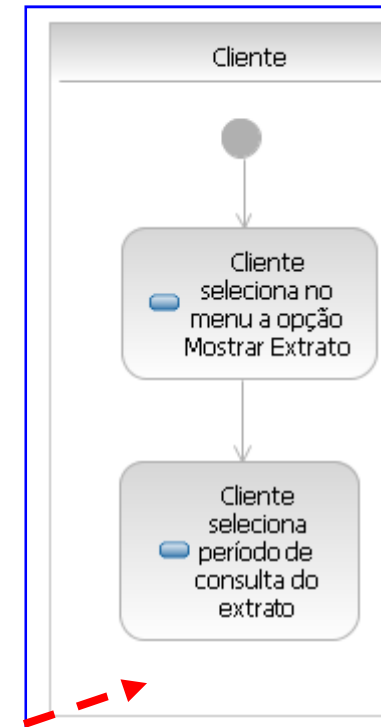 Cliente
Cliente
seleciona no
menu a opção
Mostrar Extrato
Cliente
seleciona
período de
consulta do
extrato